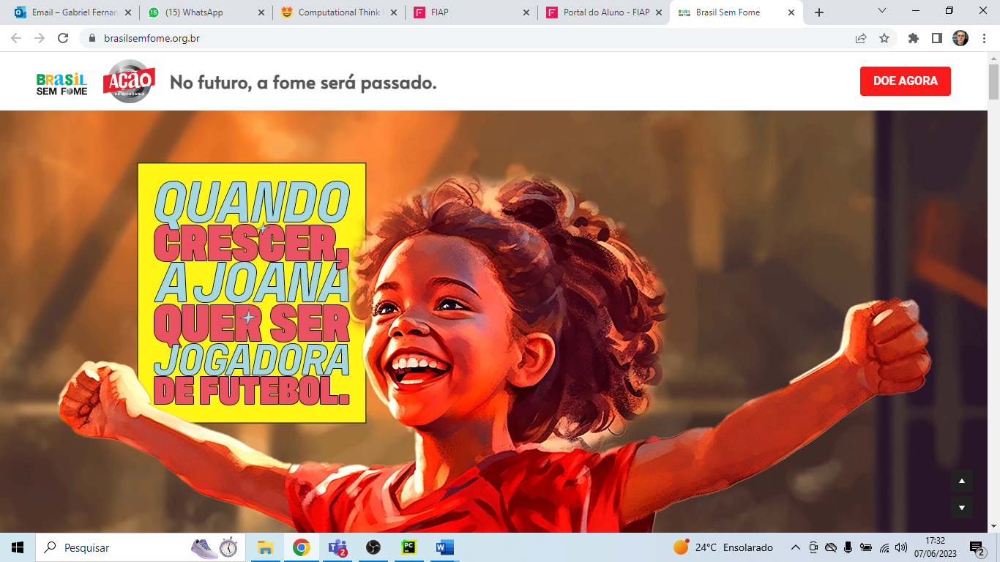 Email – Gabriel Fernan
(15) WhatsApp
Computational Think
FIAP
Portal do Aluno - FIAP
Brasil Sem Fome
brasilsemfome.org.br
BRASIL
SEM FOME
AÇÃO
DA CIDADANIA
No futuro, a fome será passado.
DOE AGORA
QUANDO
CRESCER,
A JOANA
QUER SER
JOGADORA
DE FUTEBOL.
Pesquisar
24°C Ensolarado
17:32
07/06/2023